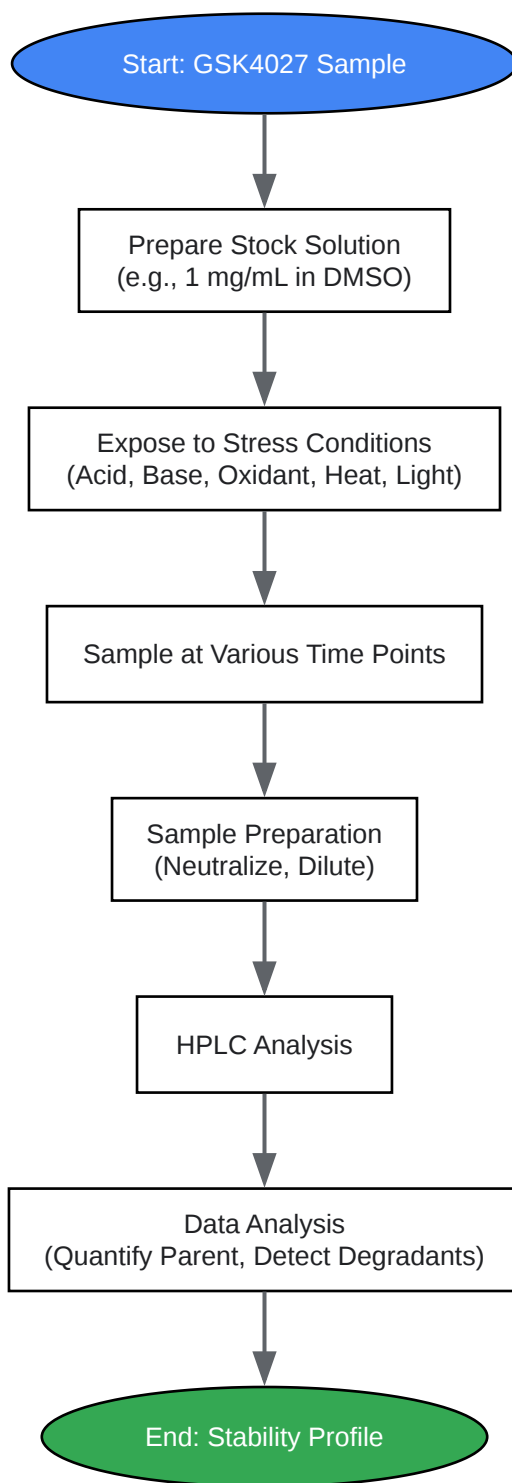 Start: GSK4027 Sample
Prepare Stock Solution
(e.g., 1 mg/mL in DMSO)
Expose to Stress Conditions
(Acid, Base, Oxidant, Heat, Light)
Sample at Various Time Points
Sample Preparation
(Neutralize, Dilute)
HPLC Analysis
Data Analysis
(Quantify Parent, Detect Degradants)
End: Stability Profile